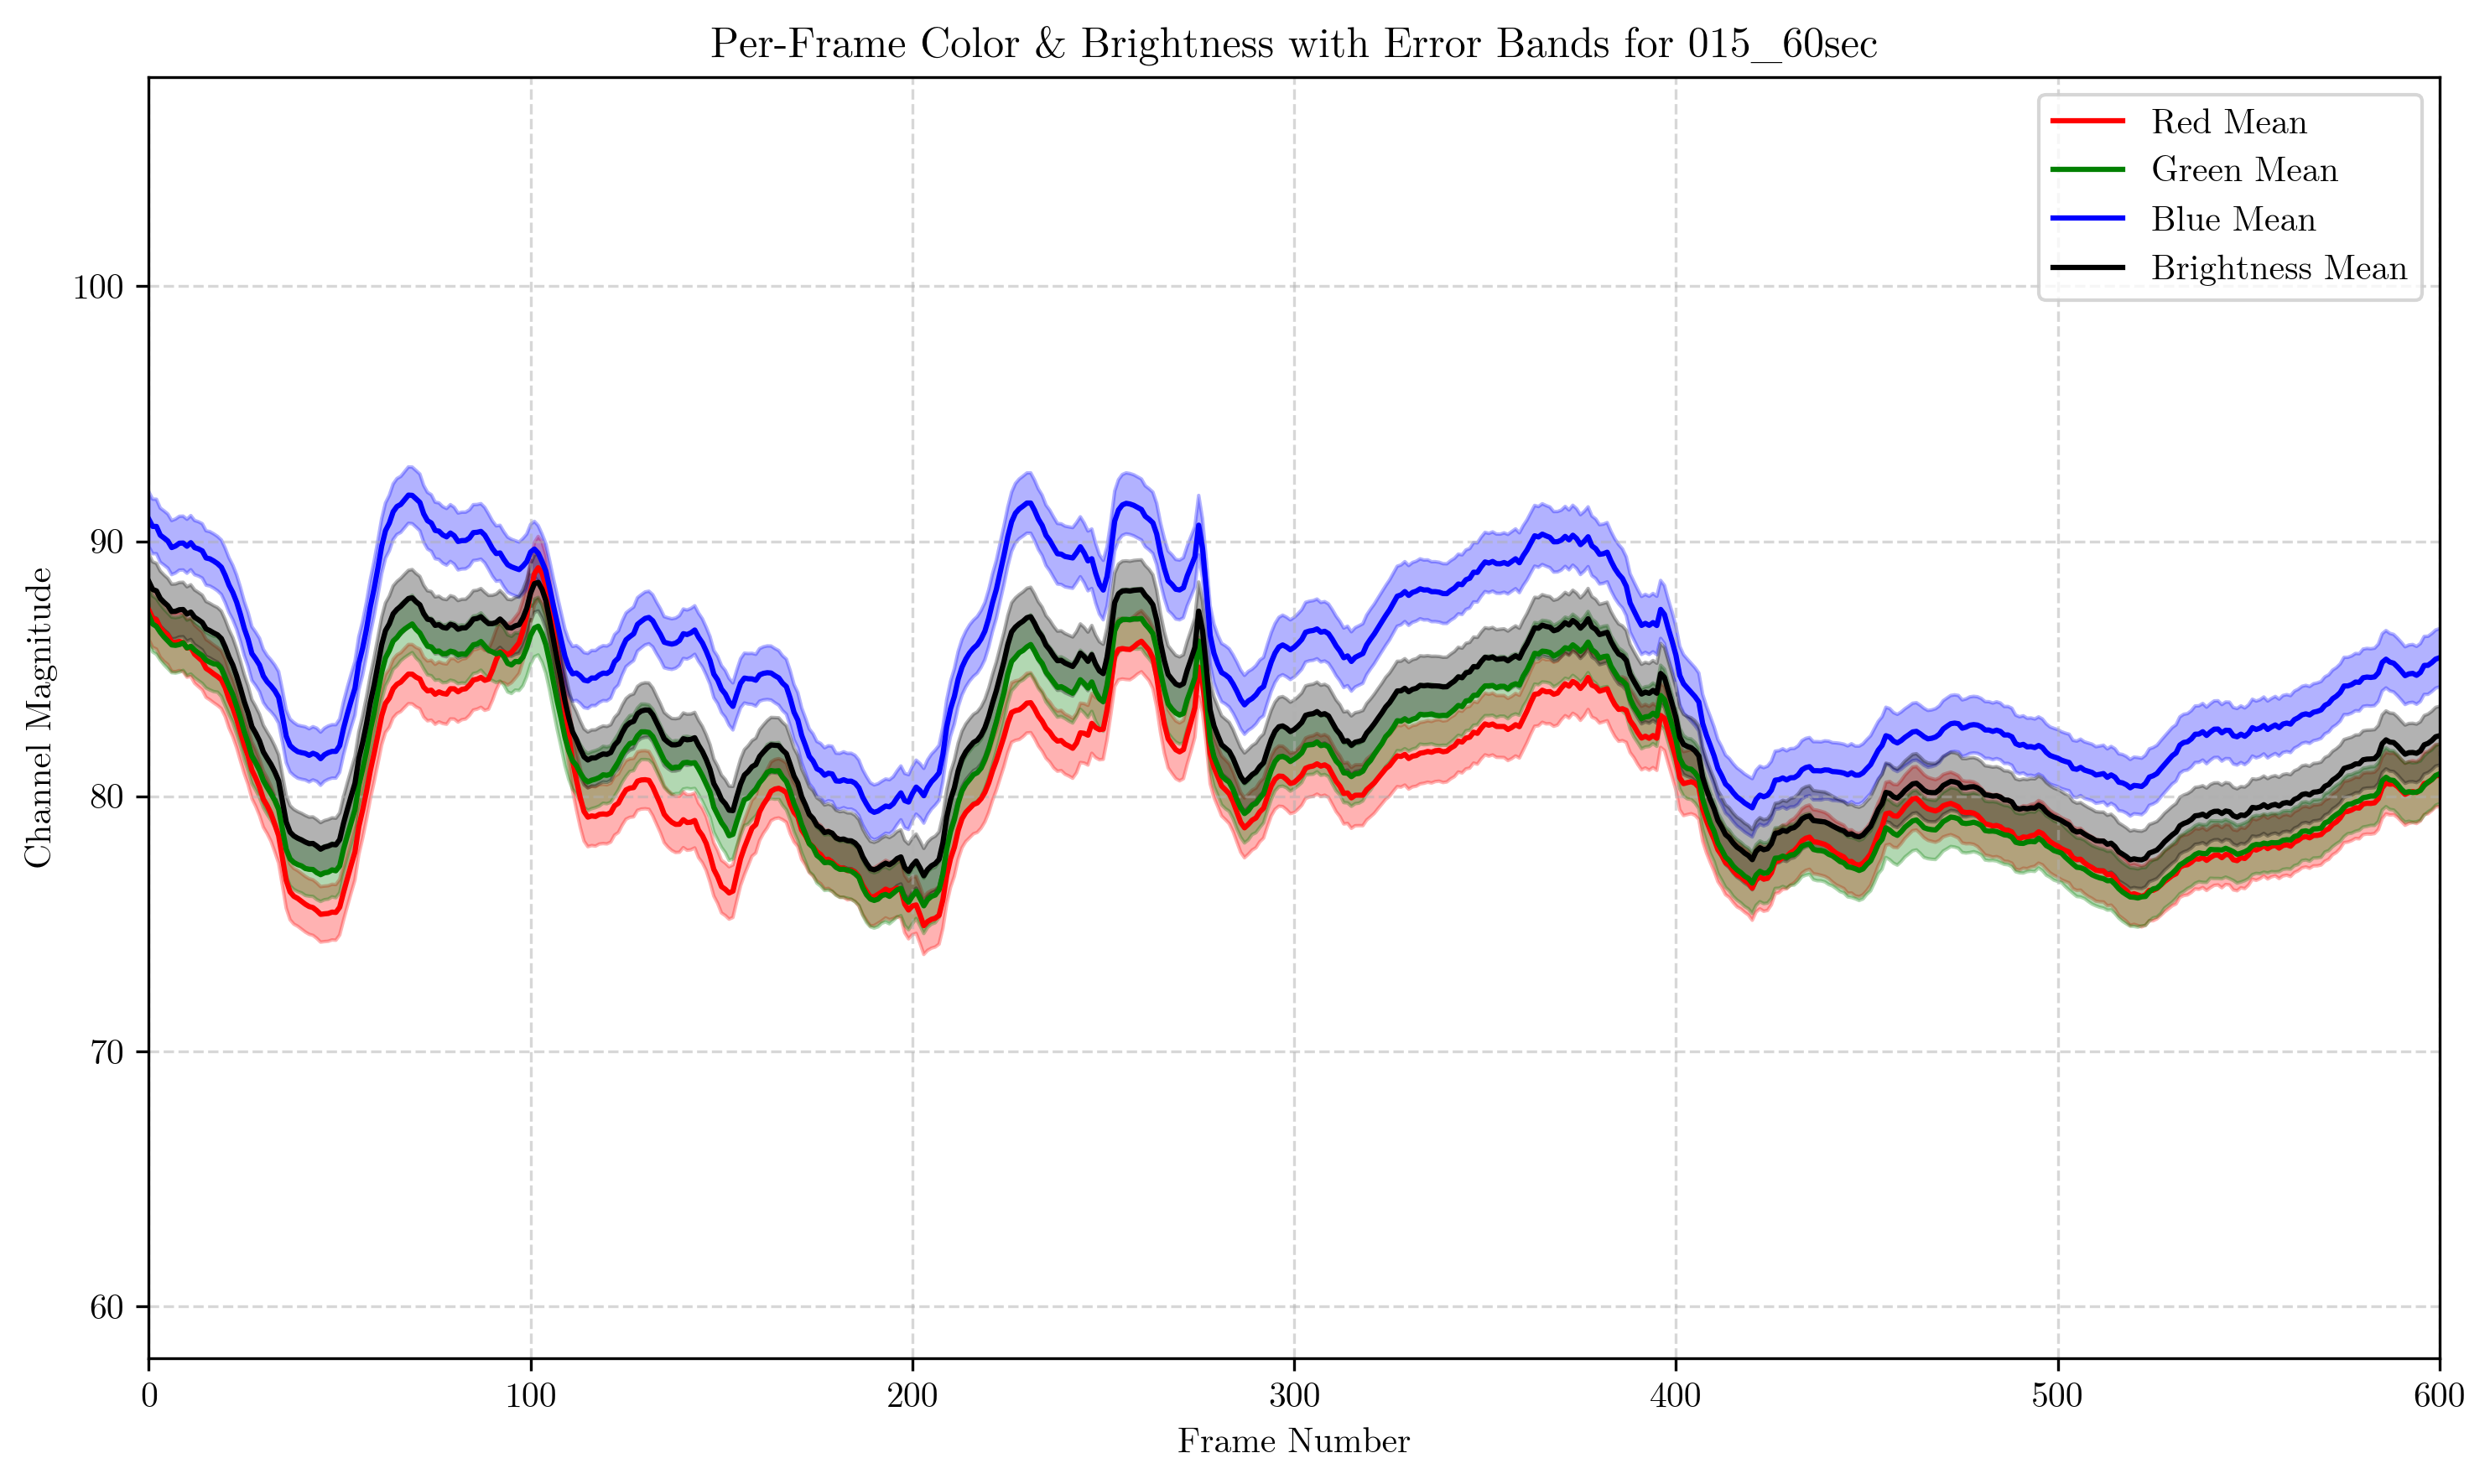 Per-Frame Color & Brightness with Error Bands for 015_60sec
Red Mean
Green Mean
Blue Mean
Brightness Mean
Channel Magnitude
100
90
80
70
60
0 100 200 300 400 500 600
Frame Number